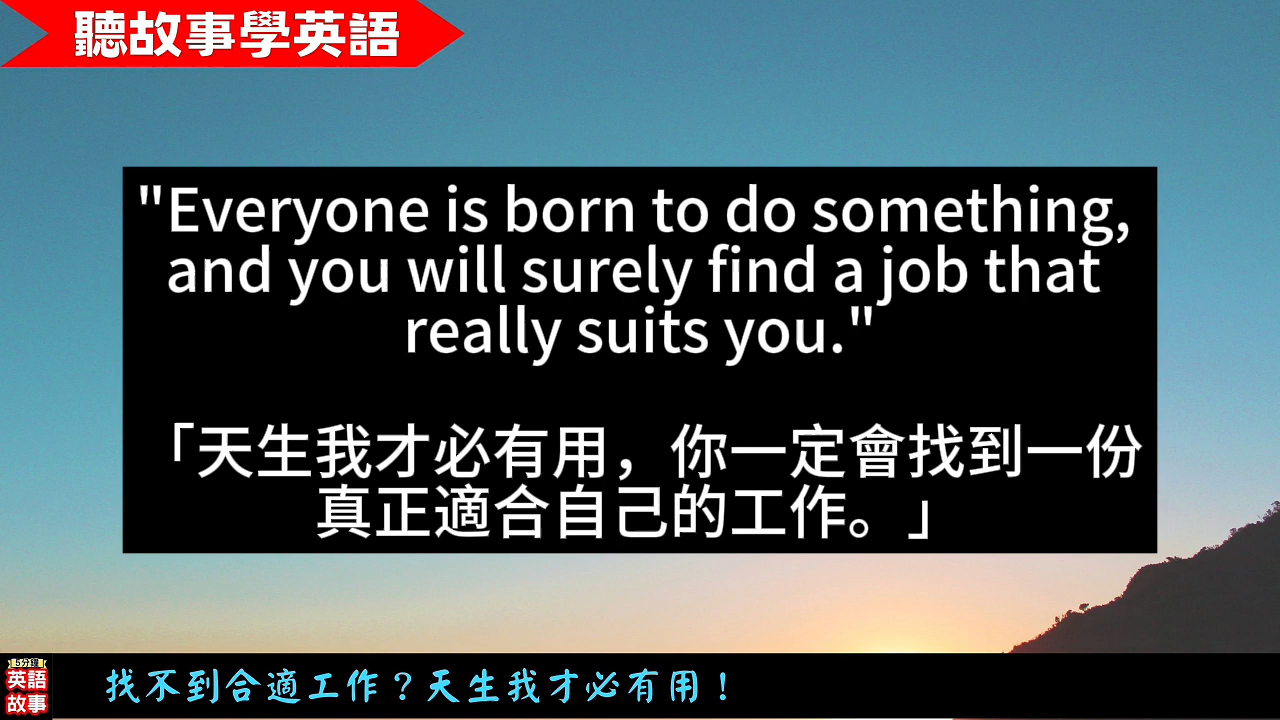 聽故事學英語
"Everyone is born to do something,
and you will surely find a job that
really suits you."
「天生我才必有用，你一定會找到一份
真正適合自己的工作。」
5分鐘
英語
故事
找不到合適工作？天生我才必有用！